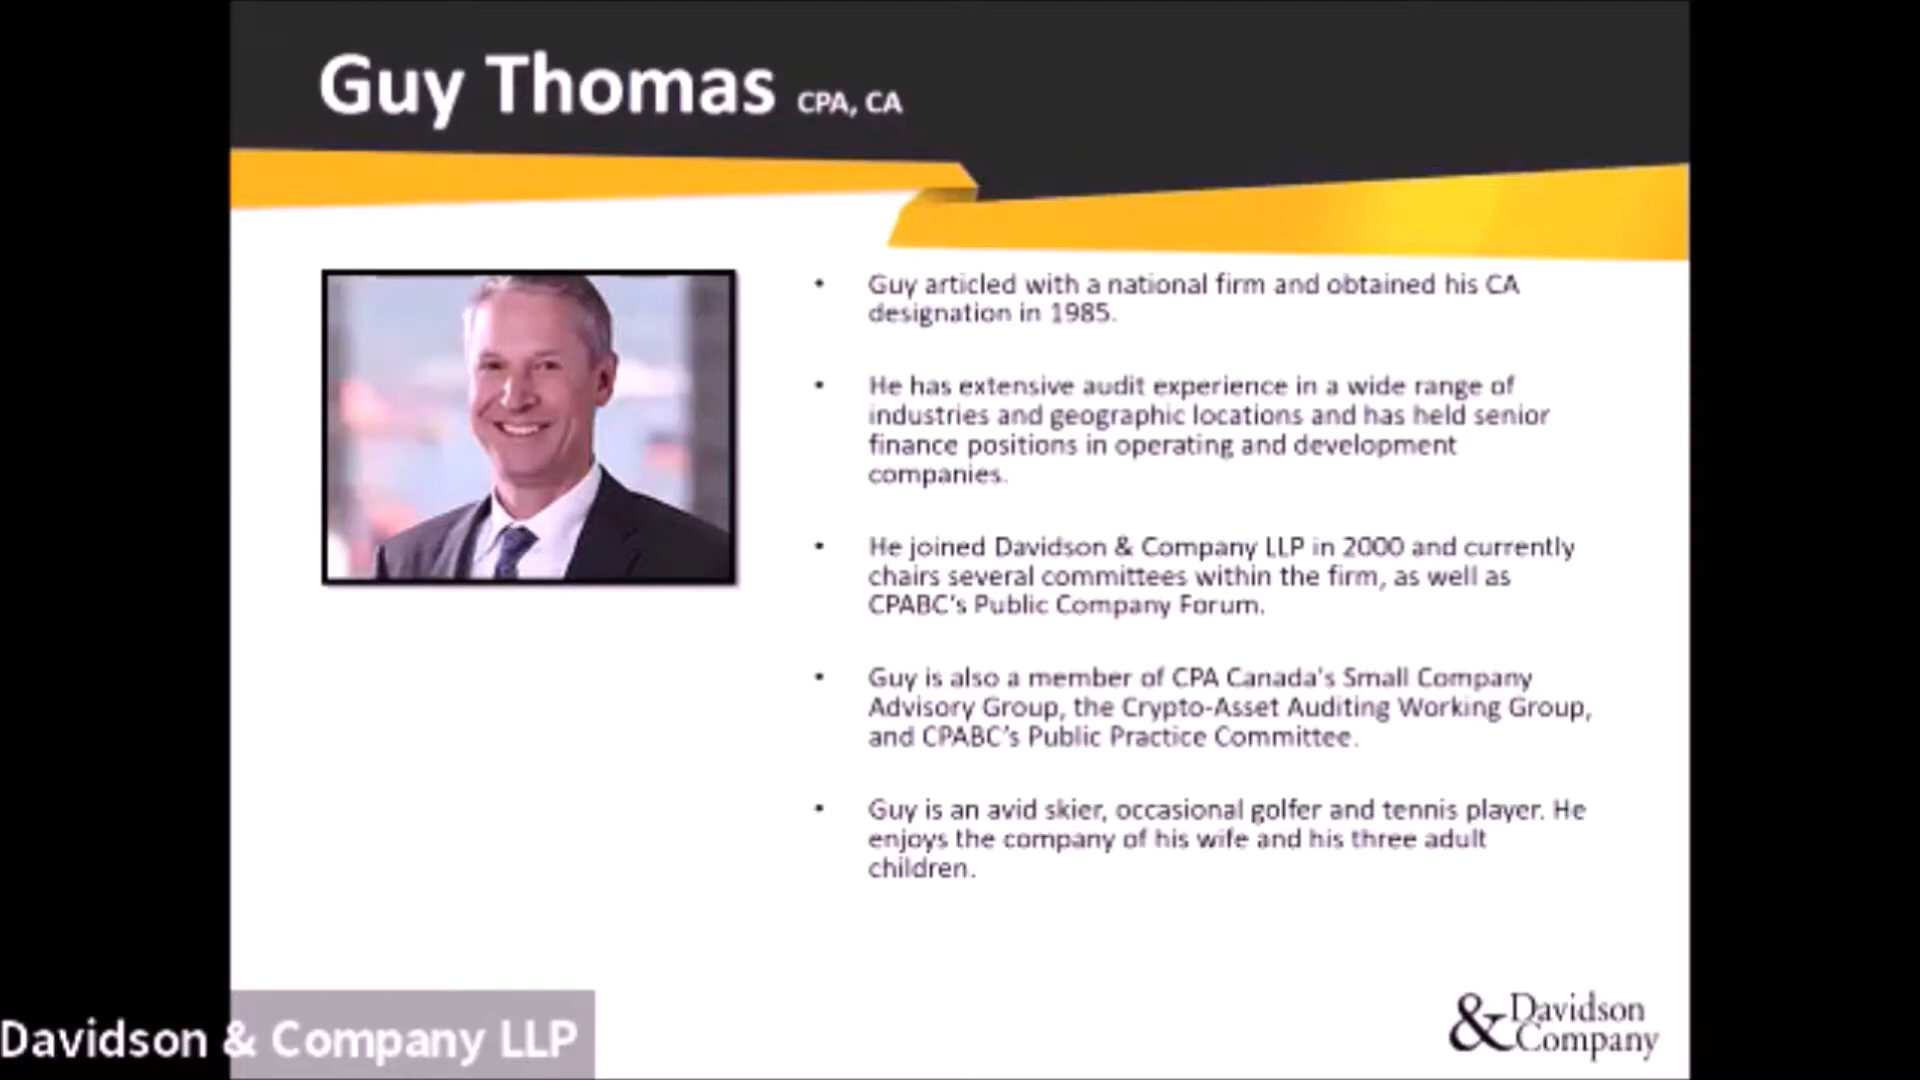 Guy Thomas CPA, CA
• Guy articled with a national firm and obtained his CA
designation in 1985.
• He has extensive audit experience in a wide range of
industries and geographic locations and has held senior
finance positions in operating and development
companies.
• He joined Davidson & Company LLP in 2000 and currently
chairs several committees within the firm, as well as
CPABC's Public Company Forum.
• Guy is also a member of CPA Canada's Small Company
Advisory Group, the Crypto-Asset Auditing Working Group,
and CPABC's Public Practice Committee.
• Guy is an avid skier, occasional golfer and tennis player. He
enjoys the company of his wife and his three adult
children.
Davidson & Company LLP
& Davidson
Company